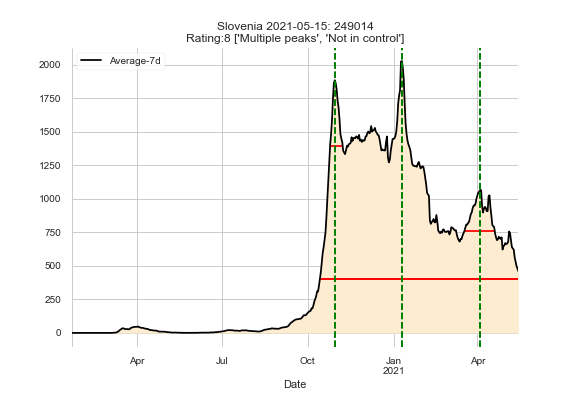 Slovenia 2021-05-15: 249014
Rating:8 ['Multiple peaks', 'Not in control']
Average-7d
2000
1750
1500
1250
1000
750
500
250
0
Apr Jul Oct Jan Apr
2021
Date